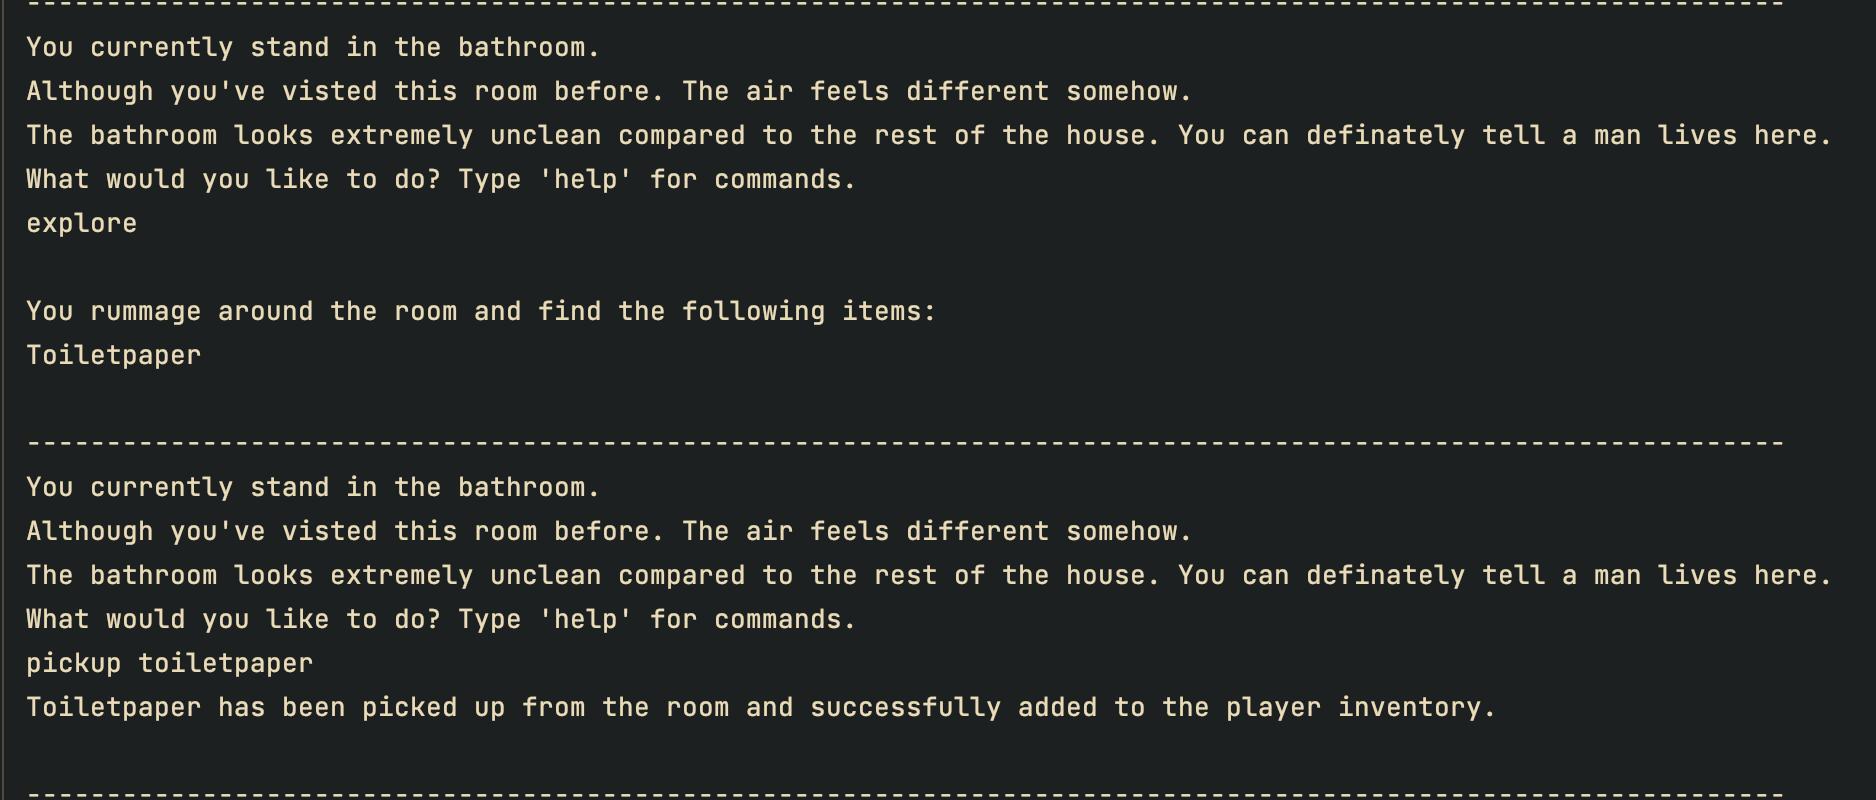 --------------------------------------------------------------------------------------------------------------
You currently stand in the bathroom.
Although you've visted this room before. The air feels different somehow.
The bathroom looks extremely unclean compared to the rest of the house. You can definately tell a man lives here.
What would you like to do? Type 'help' for commands.
explore
You rummage around the room and find the following items:
Toiletpaper
--------------------------------------------------------------------------------------------------------------
You currently stand in the bathroom.
Although you've visted this room before. The air feels different somehow.
The bathroom looks extremely unclean compared to the rest of the house. You can definately tell a man lives here.
What would you like to do? Type 'help' for commands.
pickup toiletpaper
Toiletpaper has been picked up from the room and successfully added to the player inventory.
--------------------------------------------------------------------------------------------------------------